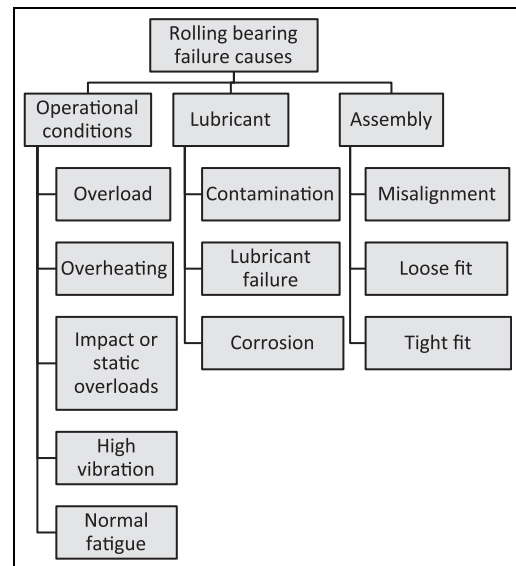 Rolling bearing
failure causes
Operational
conditions
Lubricant
Assembly
Overload
Overheating
Impact or
static
overloads
High
vibration
Normal
fatigue
Contamination
Lubricant
failure
Corrosion
Misalignment
Loose fit
Tight fit